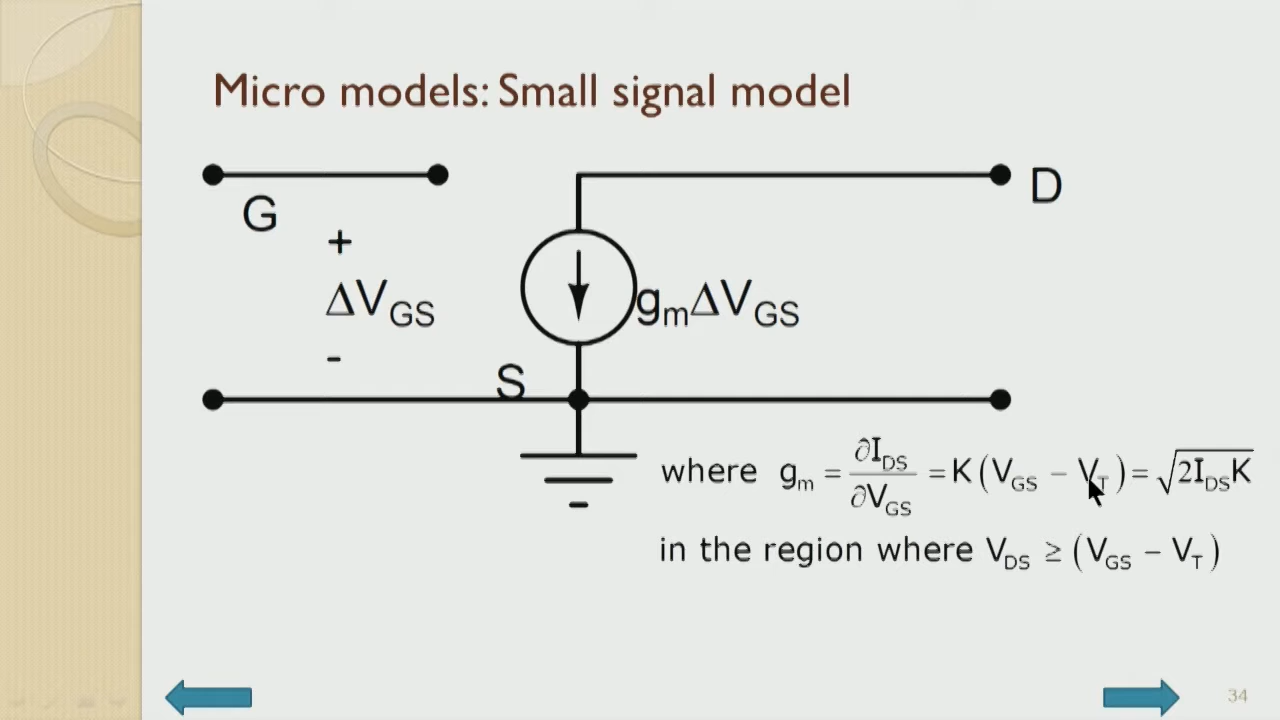 Micro models: Small signal model
G
D
+
ΔV_GS
-
g_mΔV_GS
S
where g_m = ∂I_DS/∂V_GS = K(V_GS − V_T) = √(2I_DSK)
in the region where V_DS ≥ (V_GS − V_T)
34